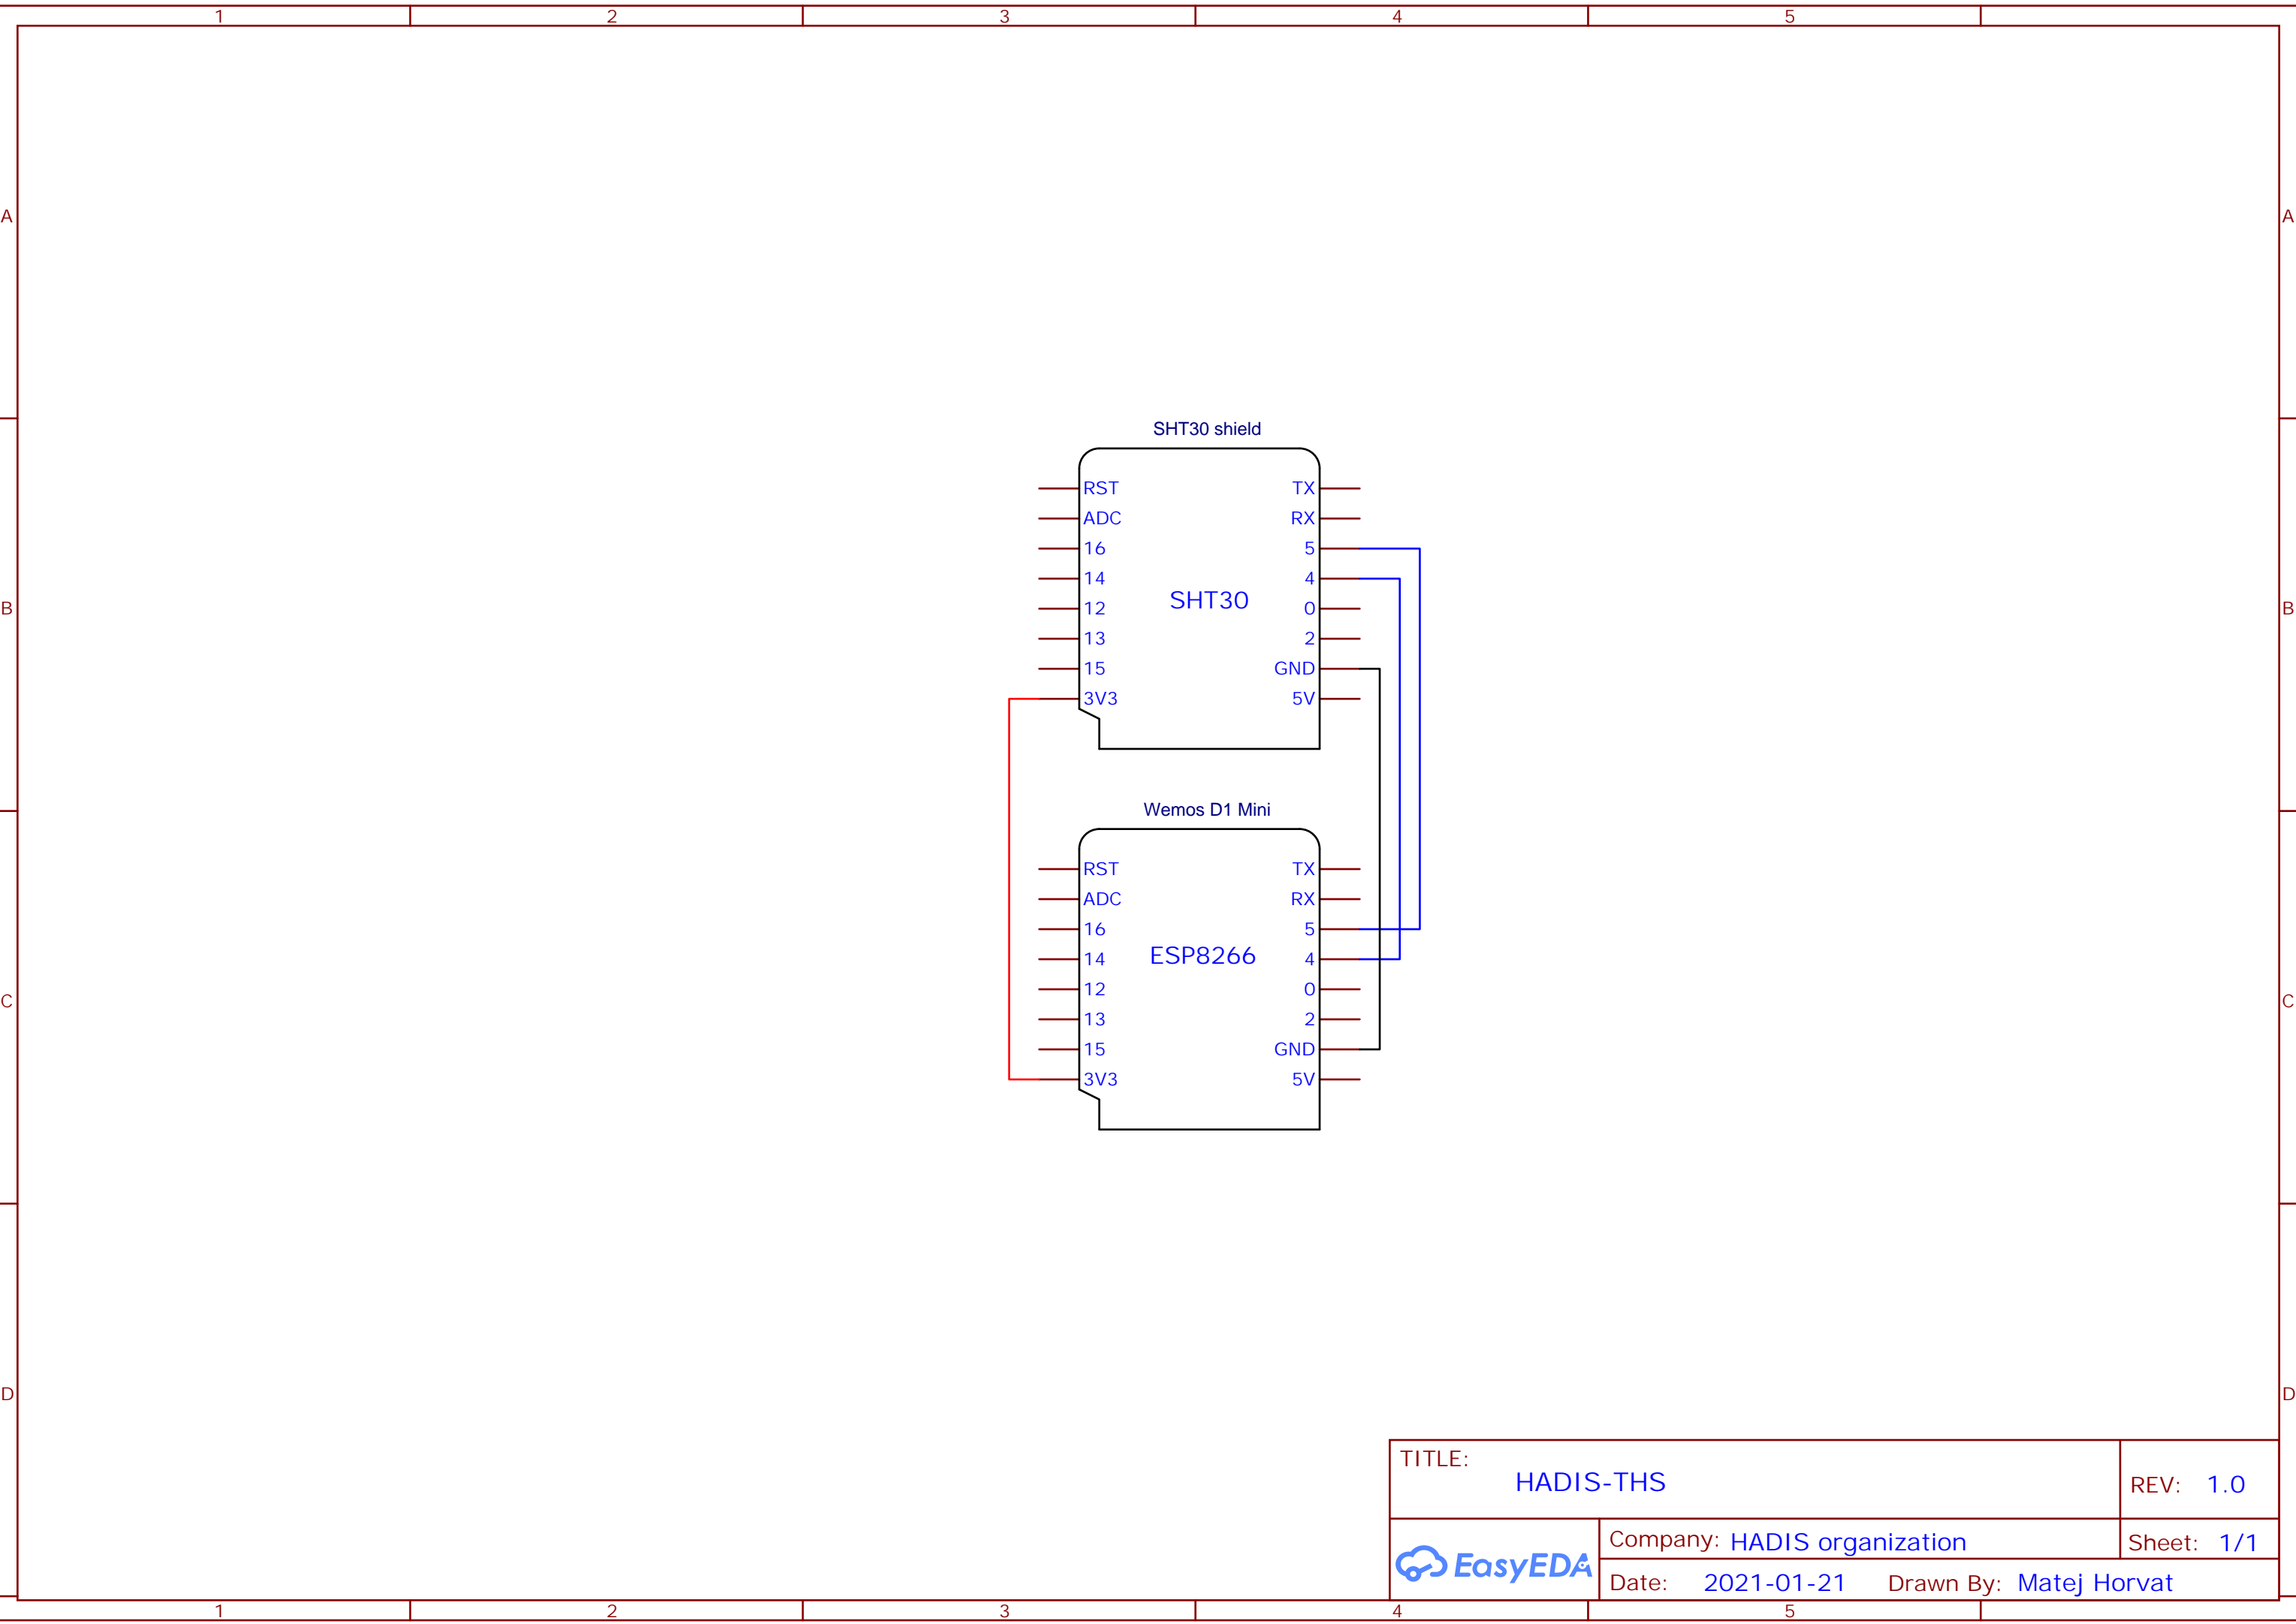 1 2 3 4 5
A A
SHT30 shield
RST TX
ADC RX
16 5
14 4
SHT30
12 0
13 2
15 GND
3V3 5V
B B
Wemos D1 Mini
RST TX
ADC RX
16 5
ESP8266
14 4
12 0
13 2
15 GND
3V3 5V
C C
D D
TITLE:
HADIS-THS
REV: 1.0
EasyEDA
Company: HADIS organization
Sheet: 1/1
Date: 2021-01-21 Drawn By: Matej Horvat
1 2 3 4 5